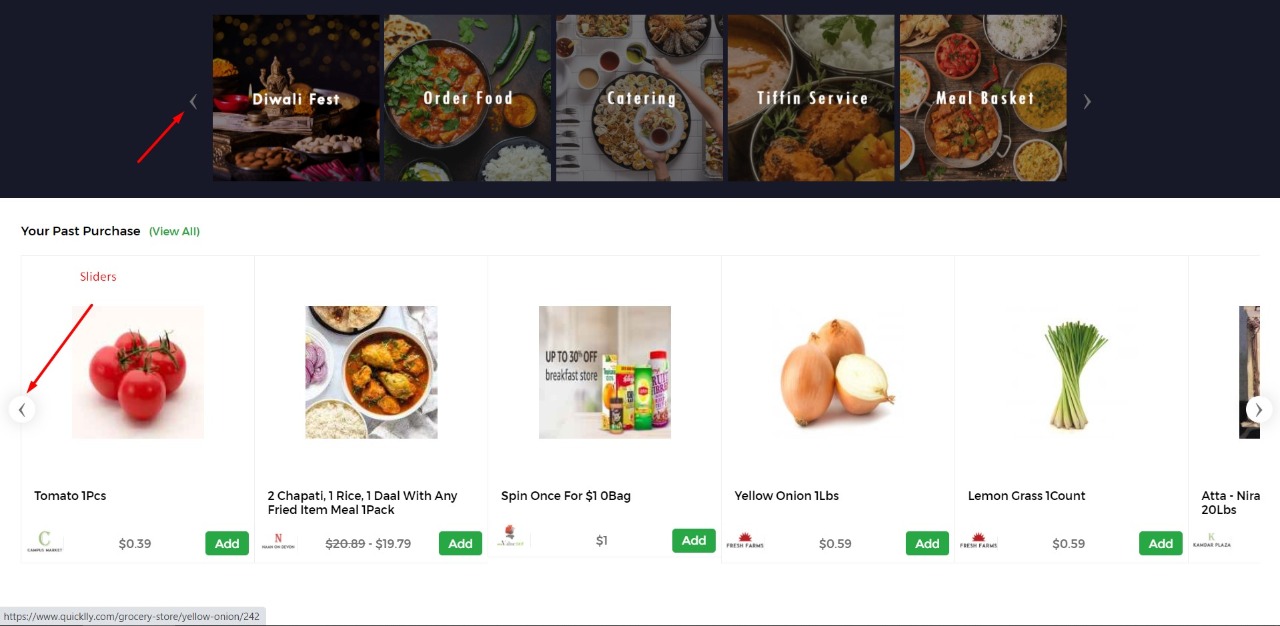 Diwali Fest
Order Food
Catering
Tiffin Service
Meal Basket
Your Past Purchase (View All)
Sliders
UP TO 30% OFF
breakfast store
Tomato 1Pcs
2 Chapati, 1 Rice, 1 Daal With Any
Fried Item Meal 1Pack
Spin Once For $1 0Bag
Yellow Onion 1Lbs
Lemon Grass 1Count
Atta - Nira
20Lbs
CAMPUS MARKET
$0.39
Add
NAAN ON DEVON
$20.89 - $19.79
Add
$1
Add
FRESH FARMS
$0.59
Add
FRESH FARMS
$0.59
Add
KAMDAR PLAZA
https://www.quicklly.com/grocery-store/yellow-onion/242